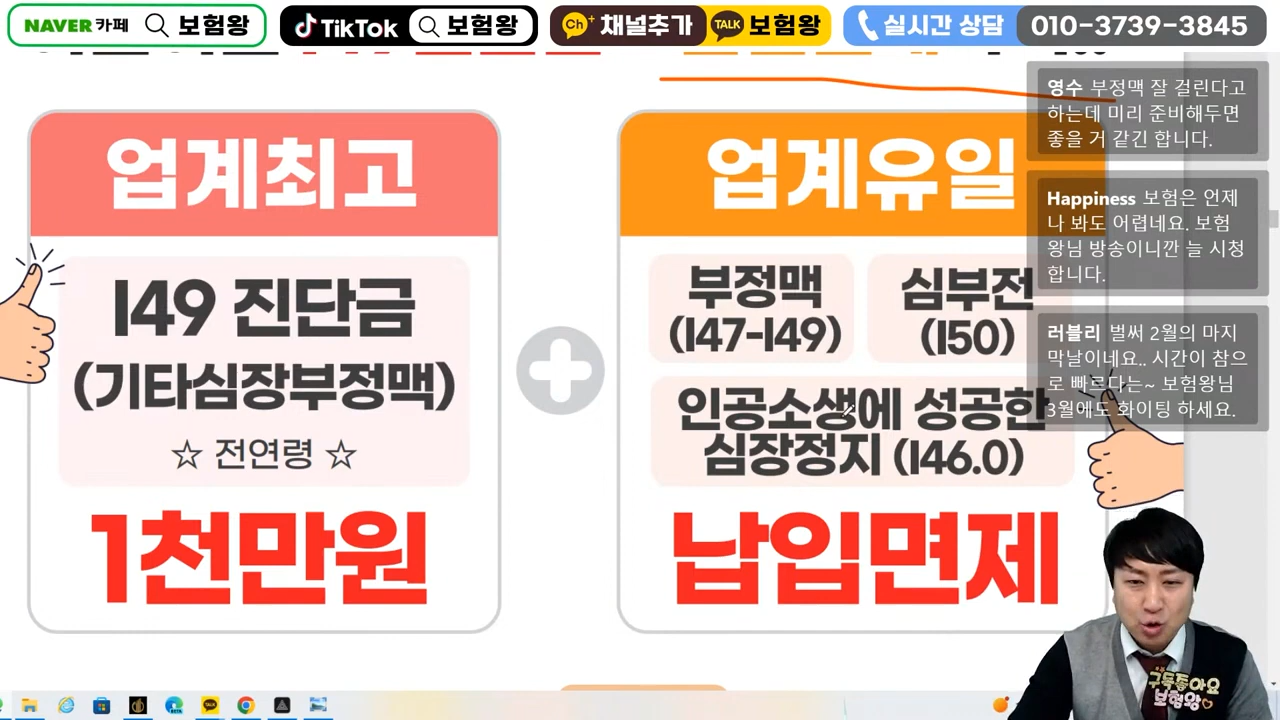 NAVER 카페 보험왕
TikTok 보험왕
Ch+ 채널추가 TALK 보험왕
실시간 상담 010-3739-3845
영수 부정맥 잘 걸린다고
하는데 미리 준비해두면
좋을 거 같긴 합니다.
Happiness 보험은 언제
나 봐도 어렵네요. 보험
왕님 방송이니깐 늘 시청
합니다.
러블리 벌써 2월의 마지
막날이네요.. 시간이 참으
로 빠르다는~ 보험왕님
3월에도 화이팅 하세요.
업계최고
I49 진단금
(기타심장부정맥)
☆ 전연령 ☆
1천만원
업계유일
부정맥
(I47-I49)
심부전
(I50)
인공소생에 성공한
심장정지 (I46.0)
납입면제
구독좋아요
보험왕
TALK